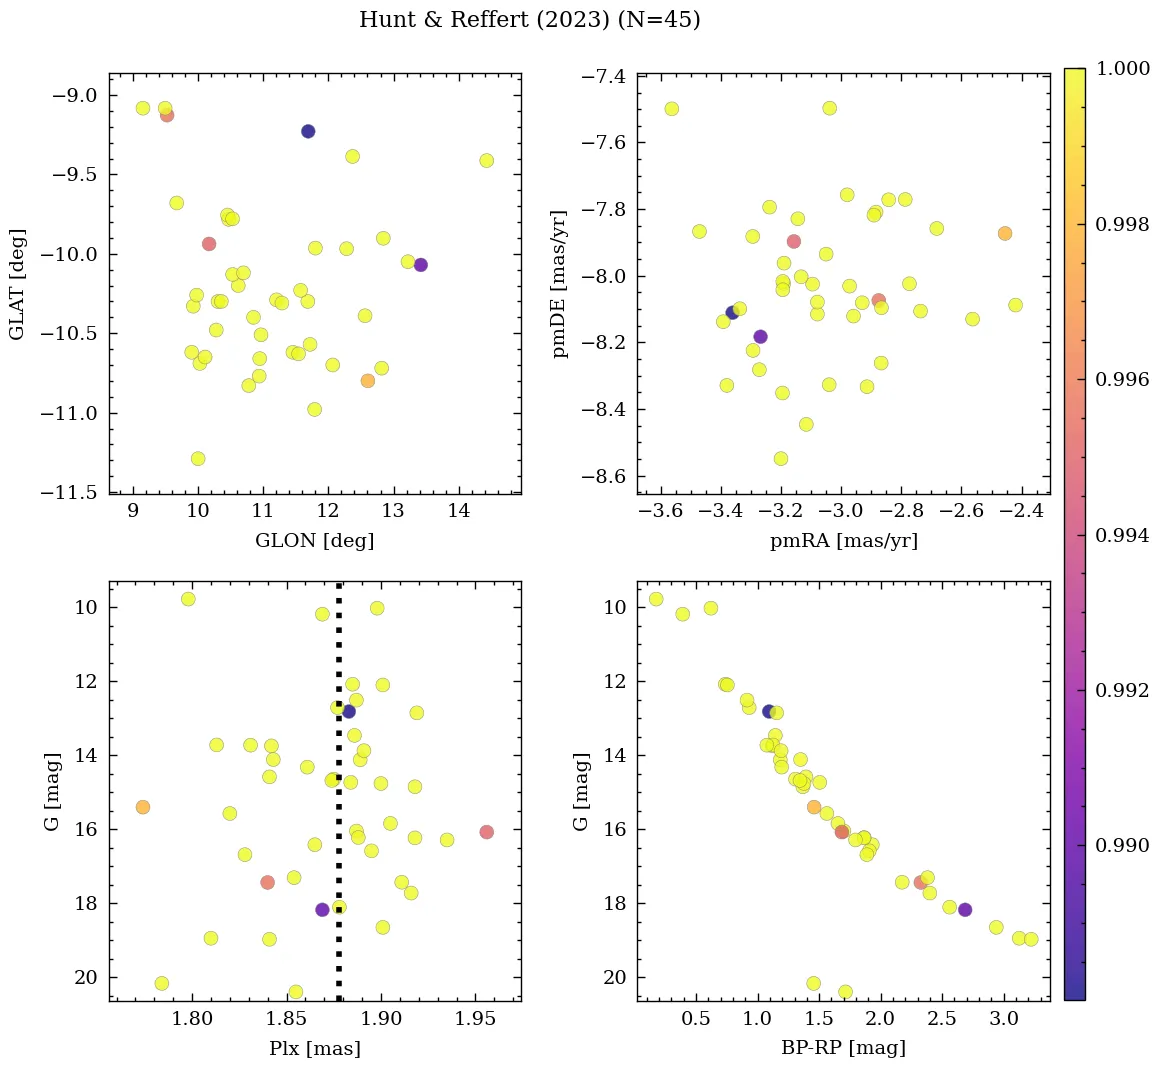 Hunt & Reffert (2023) (N=45)
−9.0
−9.5
−10.0
−10.5
−11.0
−11.5
GLAT [deg]
9 10 11 12 13 14
GLON [deg]
−7.4
−7.6
−7.8
−8.0
−8.2
−8.4
−8.6
pmDE [mas/yr]
−3.6 −3.4 −3.2 −3.0 −2.8 −2.6 −2.4
pmRA [mas/yr]
10
12
14
16
18
20
G [mag]
1.80 1.85 1.90 1.95
Plx [mas]
10
12
14
16
18
20
G [mag]
0.5 1.0 1.5 2.0 2.5 3.0
BP-RP [mag]
1.000
0.998
0.996
0.994
0.992
0.990